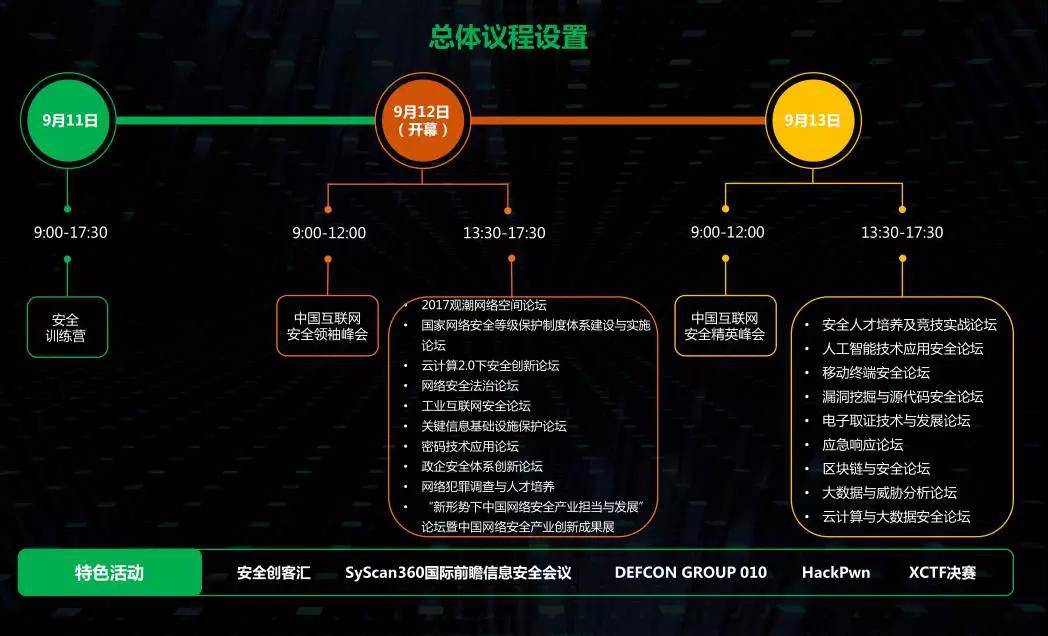 总体议程设置
9月11日
9月12日
（开幕）
9月13日
9:00-17:30
9:00-12:00
13:30-17:30
9:00-12:00
13:30-17:30
安全
训练营
中国互联网
安全领袖峰会
• 2017观潮网络空间论坛
• 国家网络安全等级保护制度体系建设与实施
论坛
• 云计算2.0下安全创新论坛
• 网络安全法治论坛
• 工业互联网安全论坛
• 关键信息基础设施保护论坛
• 密码技术应用论坛
• 政企安全体系创新论坛
• 网络犯罪调查与人才培养
• “新形势下中国网络安全产业担当与发展”
论坛暨中国网络安全产业创新成果展
中国互联网
安全精英峰会
• 安全人才培养及竞技实战论坛
• 人工智能技术应用安全论坛
• 移动终端安全论坛
• 漏洞挖掘与源代码安全论坛
• 电子取证技术与发展论坛
• 应急响应论坛
• 区块链与安全论坛
• 大数据与威胁分析论坛
• 云计算与大数据安全论坛
特色活动
安全创客汇
SyScan360国际前瞻信息安全会议
DEFCON GROUP 010
HackPwn
XCTF决赛